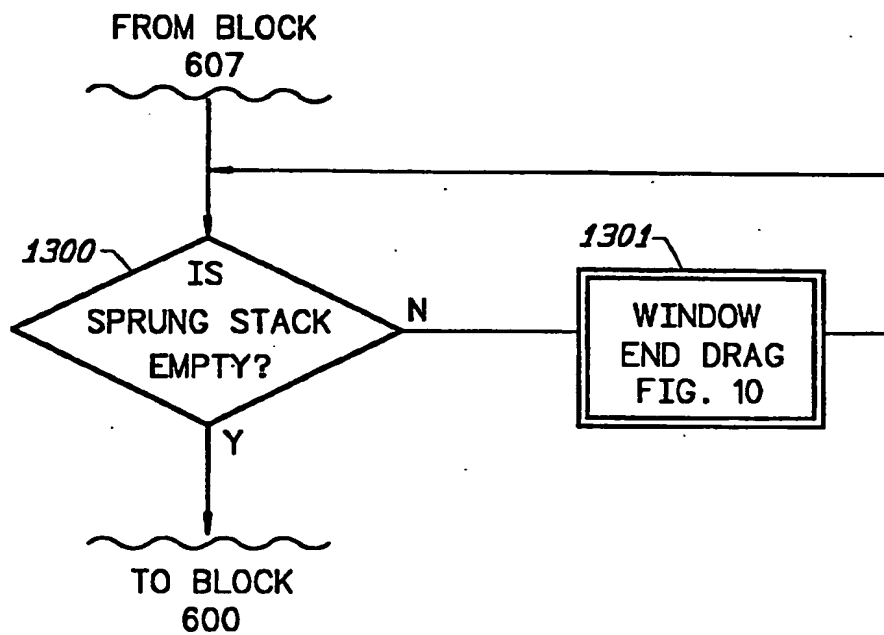 FROM BLOCK
607
1300
IS
SPRUNG STACK
EMPTY?
N
1301
WINDOW
END DRAG
FIG. 10
Y
TO BLOCK
600